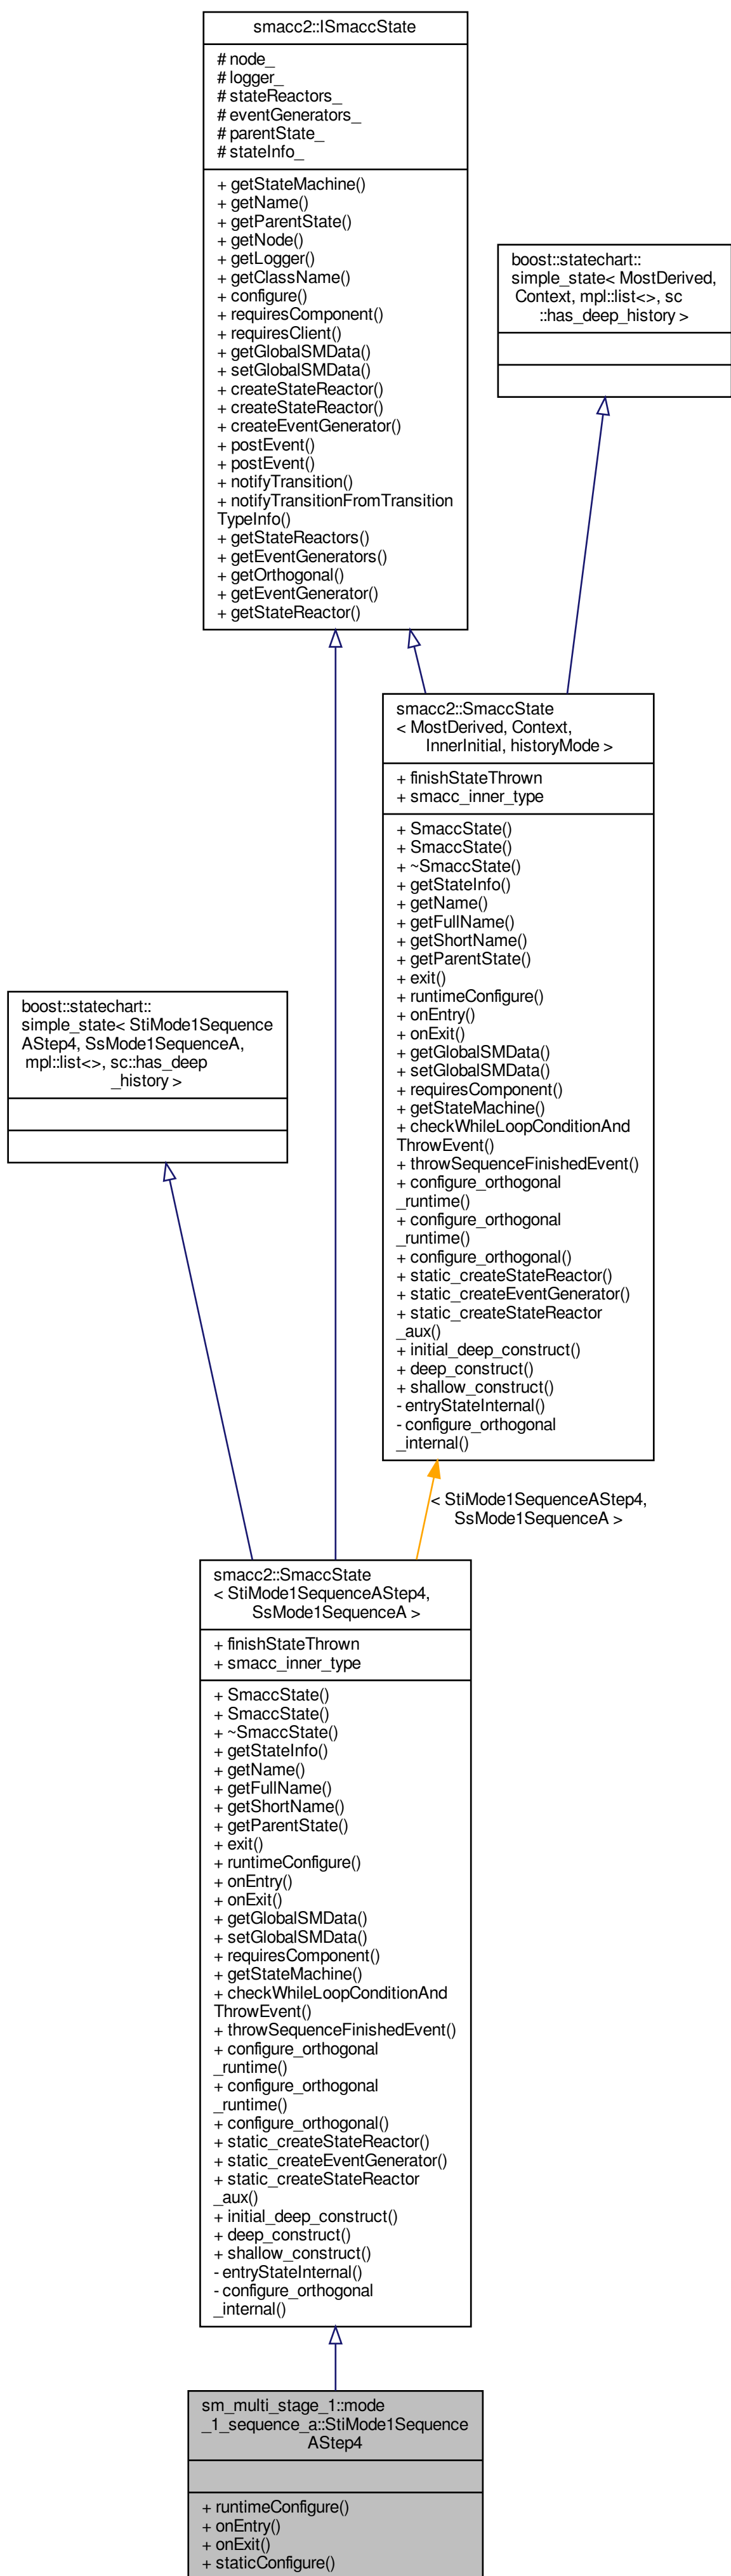 smacc2::ISmaccState
# node_
# logger_
# stateReactors_
# eventGenerators_
# parentState_
# stateInfo_
+ getStateMachine()
+ getName()
+ getParentState()
+ getNode()
+ getLogger()
+ getClassName()
+ configure()
+ requiresComponent()
+ requiresClient()
+ getGlobalSMData()
+ setGlobalSMData()
+ createStateReactor()
+ createStateReactor()
+ createEventGenerator()
+ postEvent()
+ postEvent()
+ notifyTransition()
+ notifyTransitionFromTransition
TypeInfo()
+ getStateReactors()
+ getEventGenerators()
+ getOrthogonal()
+ getEventGenerator()
+ getStateReactor()
boost::statechart::
simple_state< MostDerived,
Context, mpl::list<>, sc
::has_deep_history >
smacc2::SmaccState
< MostDerived, Context,
InnerInitial, historyMode >
+ finishStateThrown
+ smacc_inner_type
+ SmaccState()
+ SmaccState()
+ ~SmaccState()
+ getStateInfo()
+ getName()
+ getFullName()
+ getShortName()
+ getParentState()
+ exit()
+ runtimeConfigure()
+ onEntry()
+ onExit()
+ getGlobalSMData()
+ setGlobalSMData()
+ requiresComponent()
+ getStateMachine()
+ checkWhileLoopConditionAnd
ThrowEvent()
+ throwSequenceFinishedEvent()
+ configure_orthogonal
_runtime()
+ configure_orthogonal
_runtime()
+ configure_orthogonal()
+ static_createStateReactor()
+ static_createEventGenerator()
+ static_createStateReactor
_aux()
+ initial_deep_construct()
+ deep_construct()
+ shallow_construct()
- entryStateInternal()
- configure_orthogonal
_internal()
boost::statechart::
simple_state< StiMode1Sequence
AStep4, SsMode1SequenceA,
mpl::list<>, sc::has_deep
_history >
< StiMode1SequenceAStep4,
SsMode1SequenceA >
smacc2::SmaccState
< StiMode1SequenceAStep4,
SsMode1SequenceA >
+ finishStateThrown
+ smacc_inner_type
+ SmaccState()
+ SmaccState()
+ ~SmaccState()
+ getStateInfo()
+ getName()
+ getFullName()
+ getShortName()
+ getParentState()
+ exit()
+ runtimeConfigure()
+ onEntry()
+ onExit()
+ getGlobalSMData()
+ setGlobalSMData()
+ requiresComponent()
+ getStateMachine()
+ checkWhileLoopConditionAnd
ThrowEvent()
+ throwSequenceFinishedEvent()
+ configure_orthogonal
_runtime()
+ configure_orthogonal
_runtime()
+ configure_orthogonal()
+ static_createStateReactor()
+ static_createEventGenerator()
+ static_createStateReactor
_aux()
+ initial_deep_construct()
+ deep_construct()
+ shallow_construct()
- entryStateInternal()
- configure_orthogonal
_internal()
sm_multi_stage_1::mode
_1_sequence_a::StiMode1Sequence
AStep4
+ runtimeConfigure()
+ onEntry()
+ onExit()
+ staticConfigure()